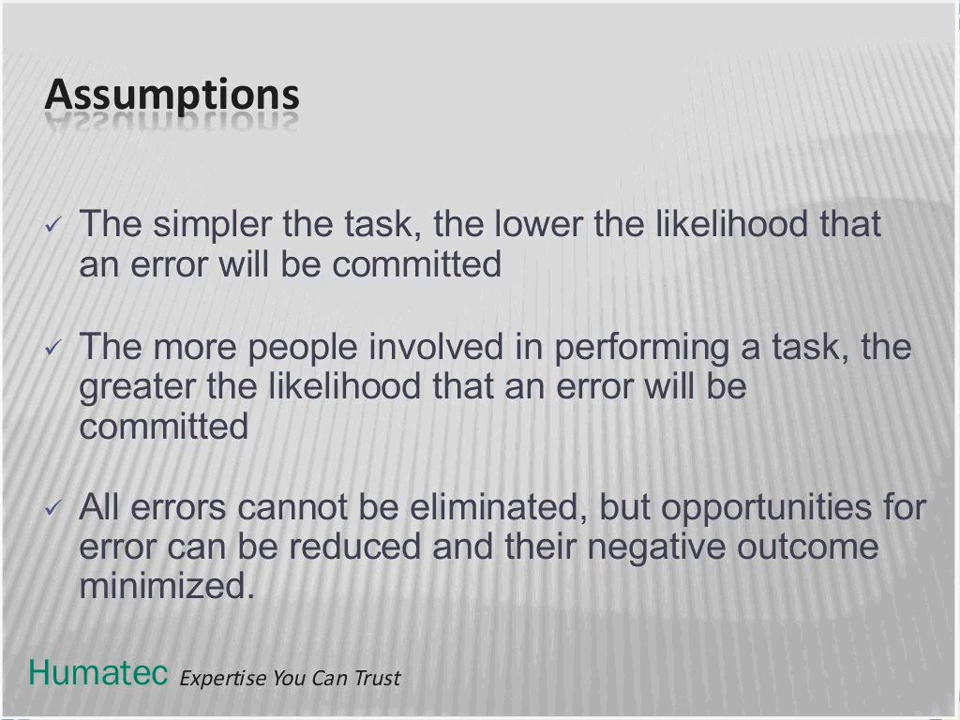 Assumptions
✓ The simpler the task, the lower the likelihood that
an error will be committed
✓ The more people involved in performing a task, the
greater the likelihood that an error will be
committed
✓ All errors cannot be eliminated, but opportunities for
error can be reduced and their negative outcome
minimized.
Humatec Expertise You Can Trust